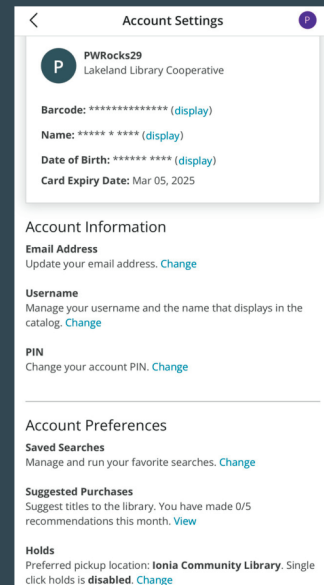 Account Settings
P
P
PWRocks29
Lakeland Library Cooperative
Barcode: ************** (display)
Name: ***** * **** (display)
Date of Birth: ****** **** (display)
Card Expiry Date: Mar 05, 2025
Account Information
Email Address
Update your email address. Change
Username
Manage your username and the name that displays in the
catalog. Change
PIN
Change your account PIN. Change
Account Preferences
Saved Searches
Manage and run your favorite searches. Change
Suggested Purchases
Suggest titles to the library. You have made 0/5
recommendations this month. View
Holds
Preferred pickup location: Ionia Community Library. Single
click holds is disabled. Change